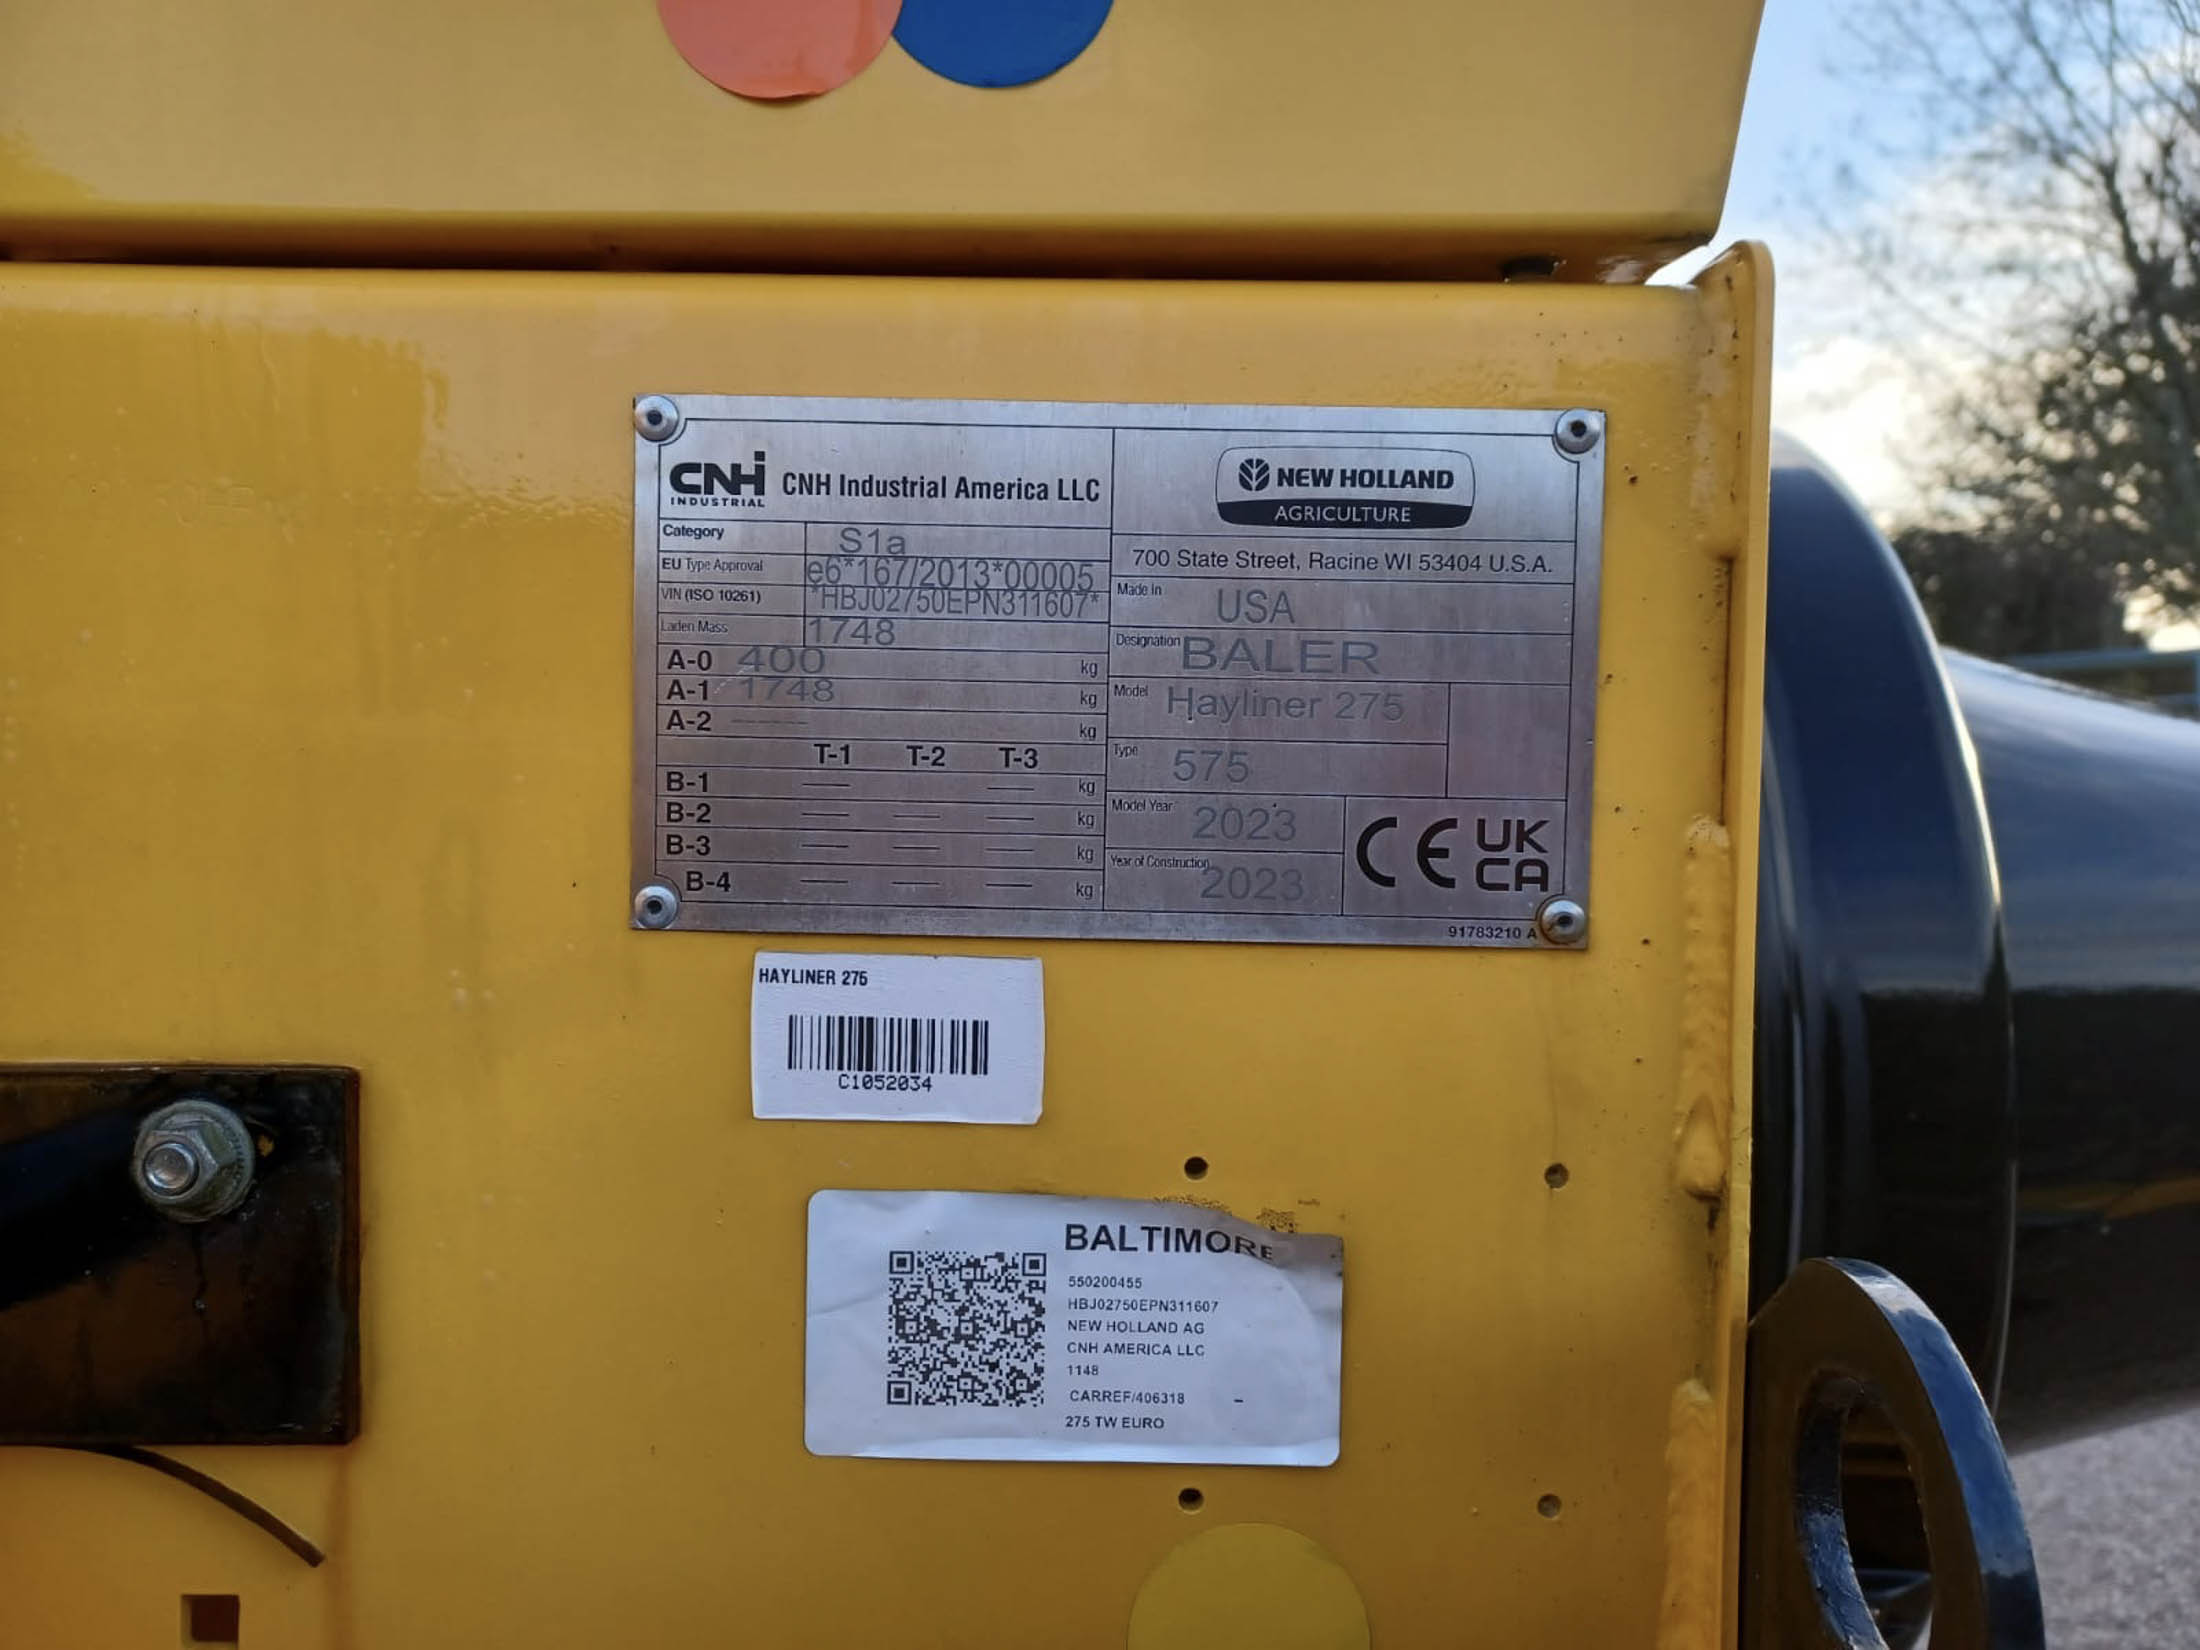 CNHi INDUSTRIAL CNH Industrial America LLC
Category S1a
EU Type Approval e6*167/2013*00005
VIN (ISO 10261) *HBJ02750EPN311607*
Laden Mass 1748
A-0 400 kg
A-1 1748 kg
A-2 ——— kg
T-1 T-2 T-3
B-1 — — kg
B-2 — — — kg
B-3 — — — kg
B-4 — — — kg
NEW HOLLAND
AGRICULTURE
700 State Street, Racine WI 53404 U.S.A.
Made in USA
Designation BALER
Model Hayliner 275
Type 575
Model Year 2023
Year of Construction 2023
CE UK CA
91783210 A
HAYLINER 275
C1052034
BALTIMORE
550200455
HBJ02750EPN311607
NEW HOLLAND AG
CNH AMERICA LLC
1148
CARREF/406318 –
275 TW EURO